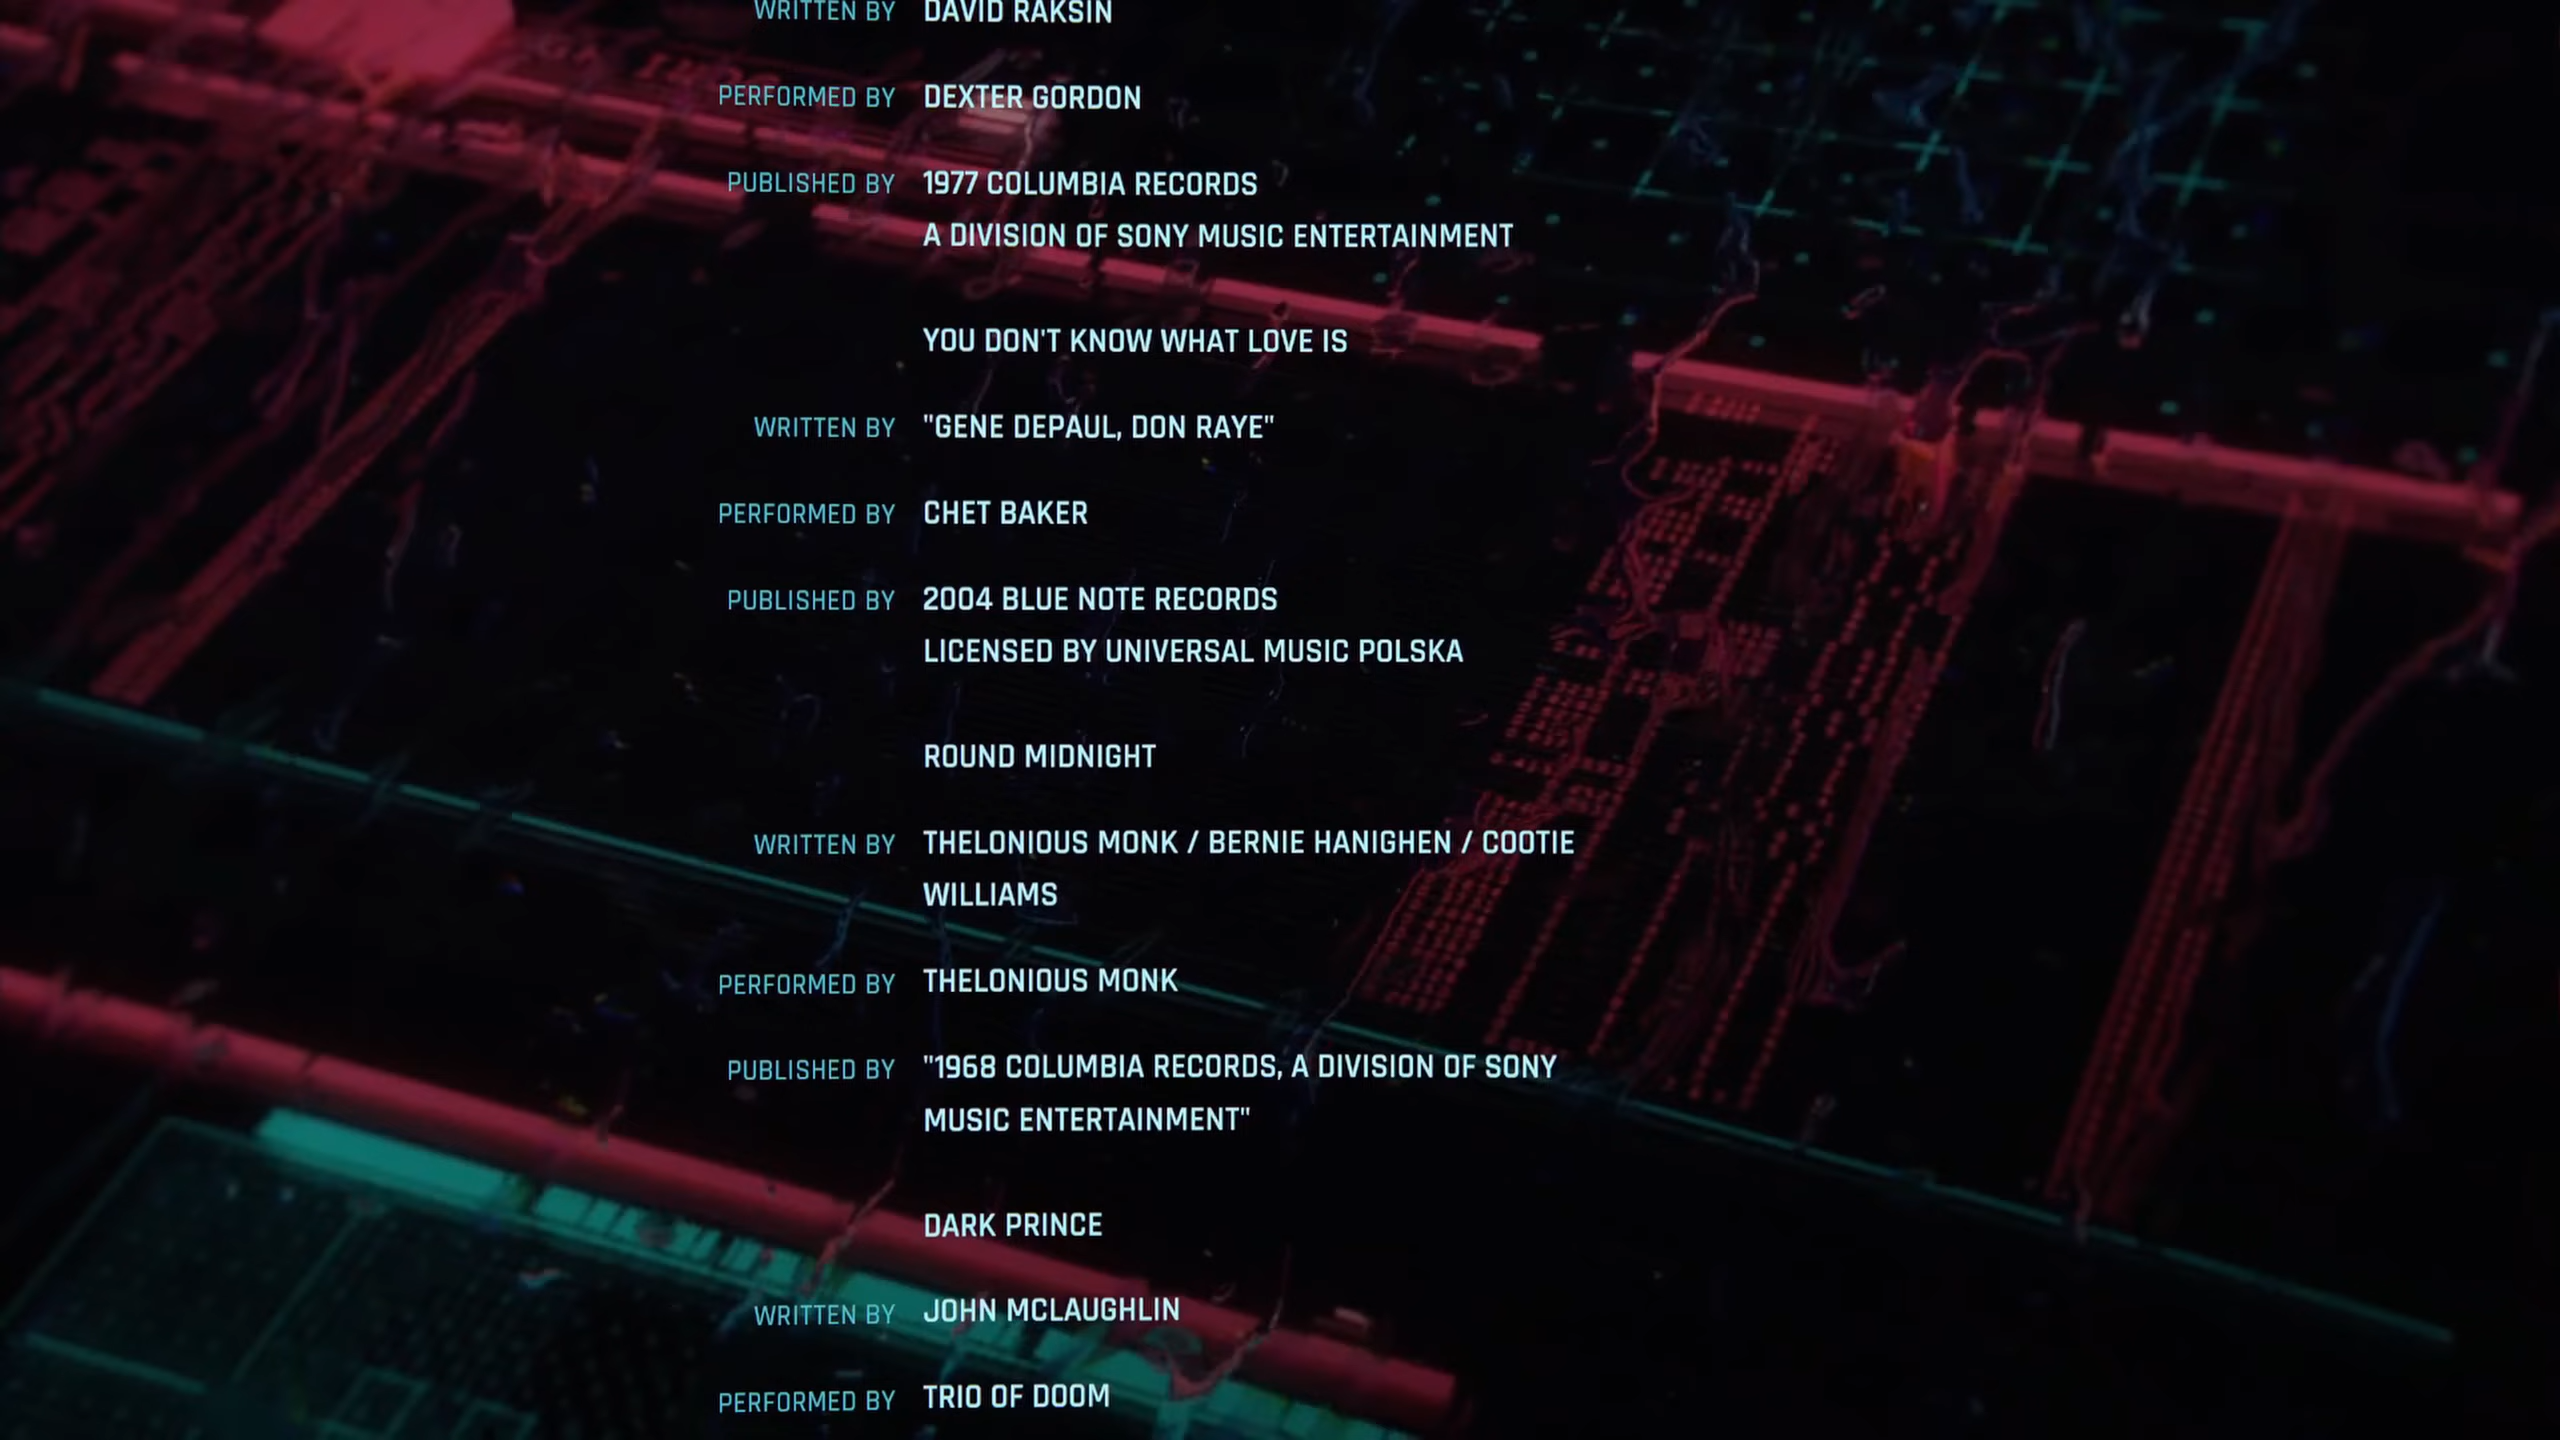 WRITTEN BY DAVID RAKSIN
PERFORMED BY DEXTER GORDON
PUBLISHED BY 1977 COLUMBIA RECORDS
A DIVISION OF SONY MUSIC ENTERTAINMENT
YOU DON'T KNOW WHAT LOVE IS
WRITTEN BY "GENE DEPAUL, DON RAYE"
PERFORMED BY CHET BAKER
PUBLISHED BY 2004 BLUE NOTE RECORDS
LICENSED BY UNIVERSAL MUSIC POLSKA
ROUND MIDNIGHT
WRITTEN BY THELONIOUS MONK / BERNIE HANIGHEN / COOTIE
WILLIAMS
PERFORMED BY THELONIOUS MONK
PUBLISHED BY "1968 COLUMBIA RECORDS, A DIVISION OF SONY
MUSIC ENTERTAINMENT"
DARK PRINCE
WRITTEN BY JOHN MCLAUGHLIN
PERFORMED BY TRIO OF DOOM